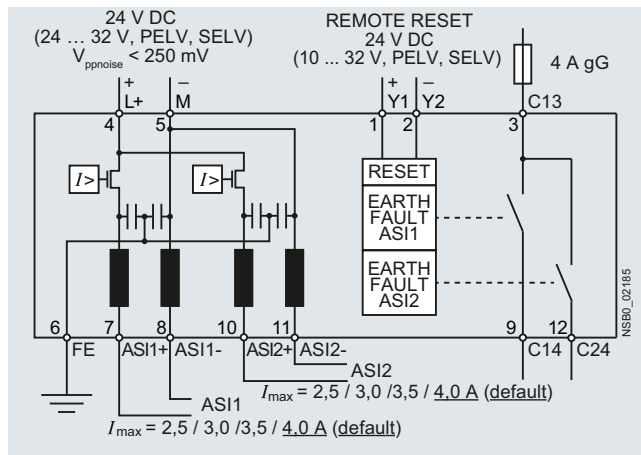 24 V DC
(24 ... 32 V, PELV, SELV)
Vppnoise < 250 mV
REMOTE RESET
24 V DC
(10 ... 32 V, PELV, SELV)
4 A gG
+ − + −
L+ M Y1 Y2 C13
4 5 1 2 3
I> I>
RESET
EARTH
FAULT
ASI1
EARTH
FAULT
ASI2
NSB0_02185
6 7 8 10 11 9 12
FE ASI1+ ASI1- ASI2+ ASI2- C14 C24
ASI2
Imax = 2,5 / 3,0 /3,5 / 4,0 A (default)
ASI1
Imax = 2,5 / 3,0 /3,5 / 4,0 A (default)